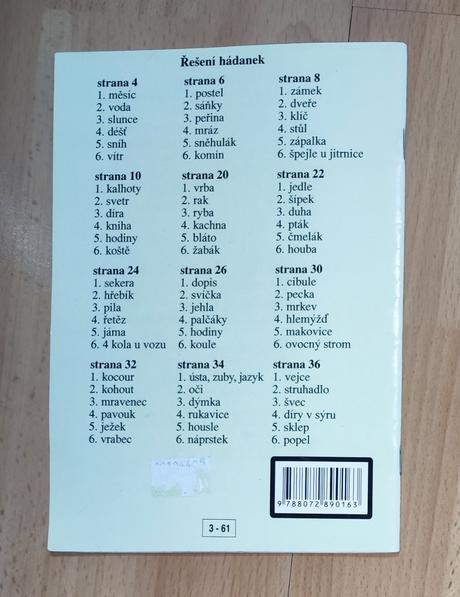 Řešení hádanek
strana 4
1. měsíc
2. voda
3. slunce
4. déšť
5. sníh
6. vítr
strana 6
1. postel
2. sáňky
3. peřina
4. mráz
5. sněhulák
6. komín
strana 8
1. zámek
2. dveře
3. klíč
4. stůl
5. zápalka
6. špejle u jitrnice
strana 10
1. kalhoty
2. svetr
3. díra
4. kniha
5. hodiny
6. koště
strana 20
1. vrba
2. rak
3. ryba
4. kachna
5. bláto
6. žabák
strana 22
1. jedle
2. šípek
3. duha
4. pták
5. čmelák
6. houba
strana 24
1. sekera
2. hřebík
3. pila
4. řetěz
5. jáma
6. 4 kola u vozu
strana 26
1. dopis
2. svíčka
3. jehla
4. palčáky
5. hodiny
6. koule
strana 30
1. cibule
2. pecka
3. mrkev
4. hlemýžď
5. makovice
6. ovocný strom
strana 32
1. kocour
2. kohout
3. mravenec
4. pavouk
5. ježek
6. vrabec
strana 34
1. ústa, zuby, jazyk
2. oči
3. dýmka
4. rukavice
5. housle
6. náprstek
strana 36
1. vejce
2. struhadlo
3. švec
4. díry v sýru
5. sklep
6. popel
9 788072 890163
3 - 61